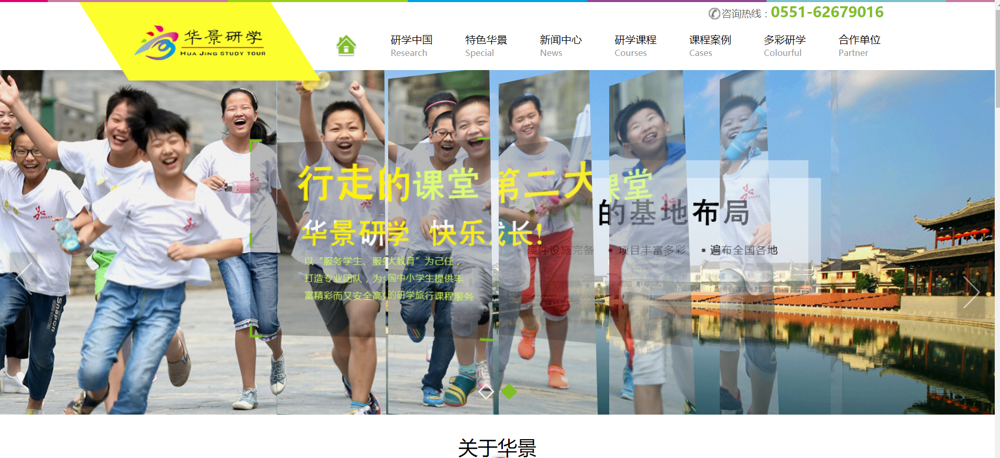 咨询热线：0551-62679016
华景研学
HUA JING STUDY TOUR
研学中国 特色华景 新闻中心 研学课程 课程案例 多彩研学 合作单位
Research Special News Courses Cases Colourful Partner
行走的课堂 第二大课堂
的基地布局
华景研学 快乐成长!
硬件设施完备 • 项目丰富多彩 • 遍布全国各地
以“服务学生、服务大教育”为己任，
打造专业团队，为全国中小学生提供丰
富精彩而又安全高效的研学旅行课程服务
Snapon
关于华景